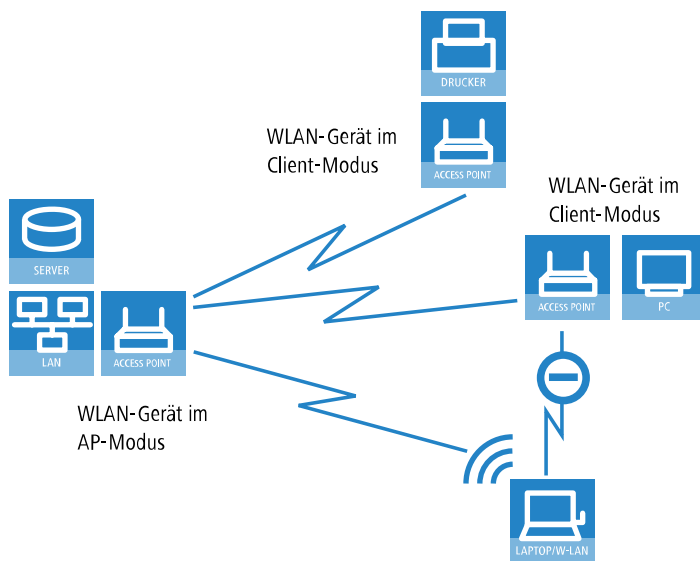 DRUCKER
WLAN-Gerät im
Client-Modus
ACCESS POINT
WLAN-Gerät im
Client-Modus
SERVER
ACCESS POINT
PC
LAN
ACCESS POINT
WLAN-Gerät im
AP-Modus
LAPTOP/W-LAN